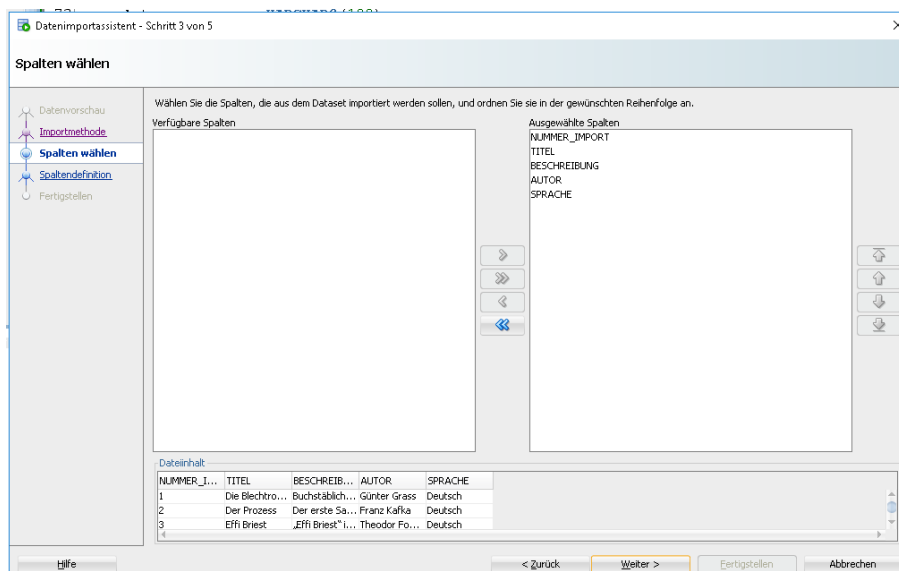 Datenimportassistent - Schritt 3 von 5
Spalten wählen
Datenvorschau
Importmethode
Spalten wählen
Spaltendefinition
Fertigstellen
Wählen Sie die Spalten, die aus dem Dataset importiert werden sollen, und ordnen Sie sie in der gewünschten Reihenfolge an.
Verfügbare Spalten
Ausgewählte Spalten
NUMMER_IMPORT
TITEL
BESCHREIBUNG
AUTOR
SPRACHE
Dateiinhalt
NUMMER_I... TITEL BESCHREIB... AUTOR SPRACHE
1 Die Blechtro... Buchstäblich... Günter Grass Deutsch
2 Der Prozess Der erste Sa... Franz Kafka Deutsch
3 Effi Briest „Effi Briest“ i... Theodor Fo... Deutsch
Hilfe < Zurück Weiter > Fertigstellen Abbrechen